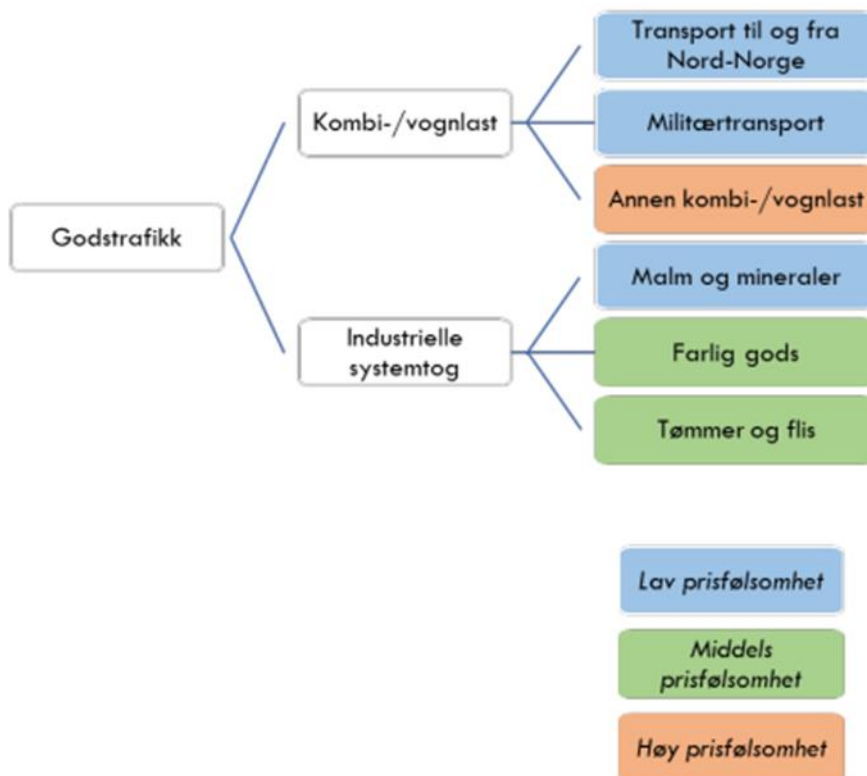 Transport til og fra
Nord-Norge
Kombi-/vognlast
Militærtransport
Annen kombi-/vognlast
Godstrafikk
Malm og mineraler
Industrielle
systemtog
Farlig gods
Tømmer og flis
Lav prisfølsomhet
Middels
prisfølsomhet
Høy prisfølsomhet